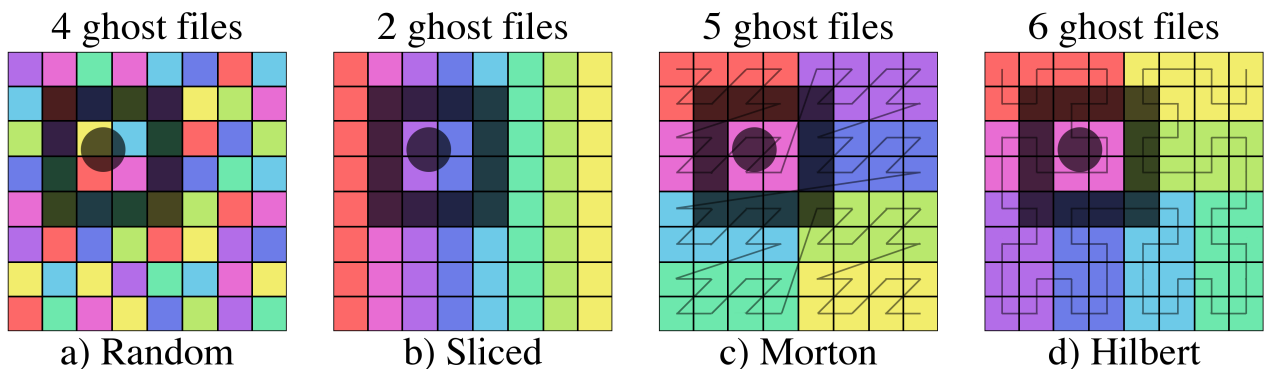 4 ghost files
2 ghost files
5 ghost files
6 ghost files
a) Random
b) Sliced
c) Morton
d) Hilbert